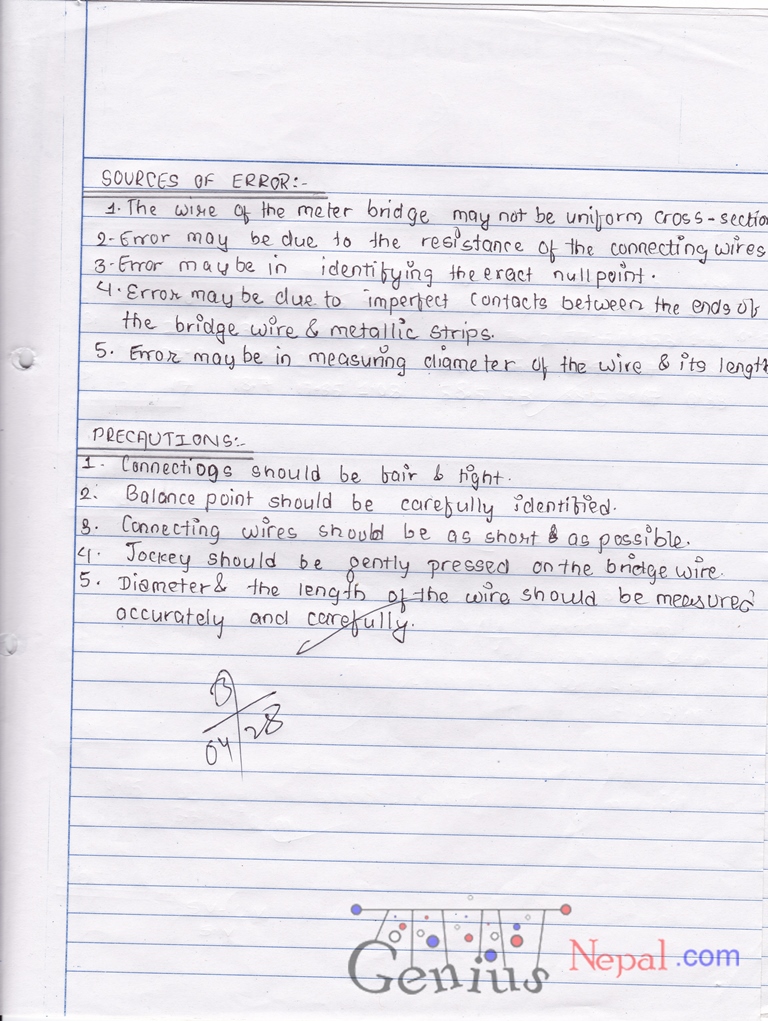 SOURCES OF ERROR:-
1. The wire of the meter bridge may not be uniform cross-section
2. Error may be due to the resistance of the connecting wires
3. Error may be in identifying the exact null point.
4. Error may be due to imperfect contacts between the ends of
the bridge wire & metallic strips.
5. Error may be in measuring diameter of the wire & its length
PRECAUTIONS:-
1. Connectiogs should be fair & tight.
2. Balance point should be carefully identified.
3. Connecting wires should be as short & as possible.
4. Jockey should be gently pressed on the bridge wire.
5. Diameter & the length of the wire should be measured
accurately and carefully.
04 28
Genius Nepal.com